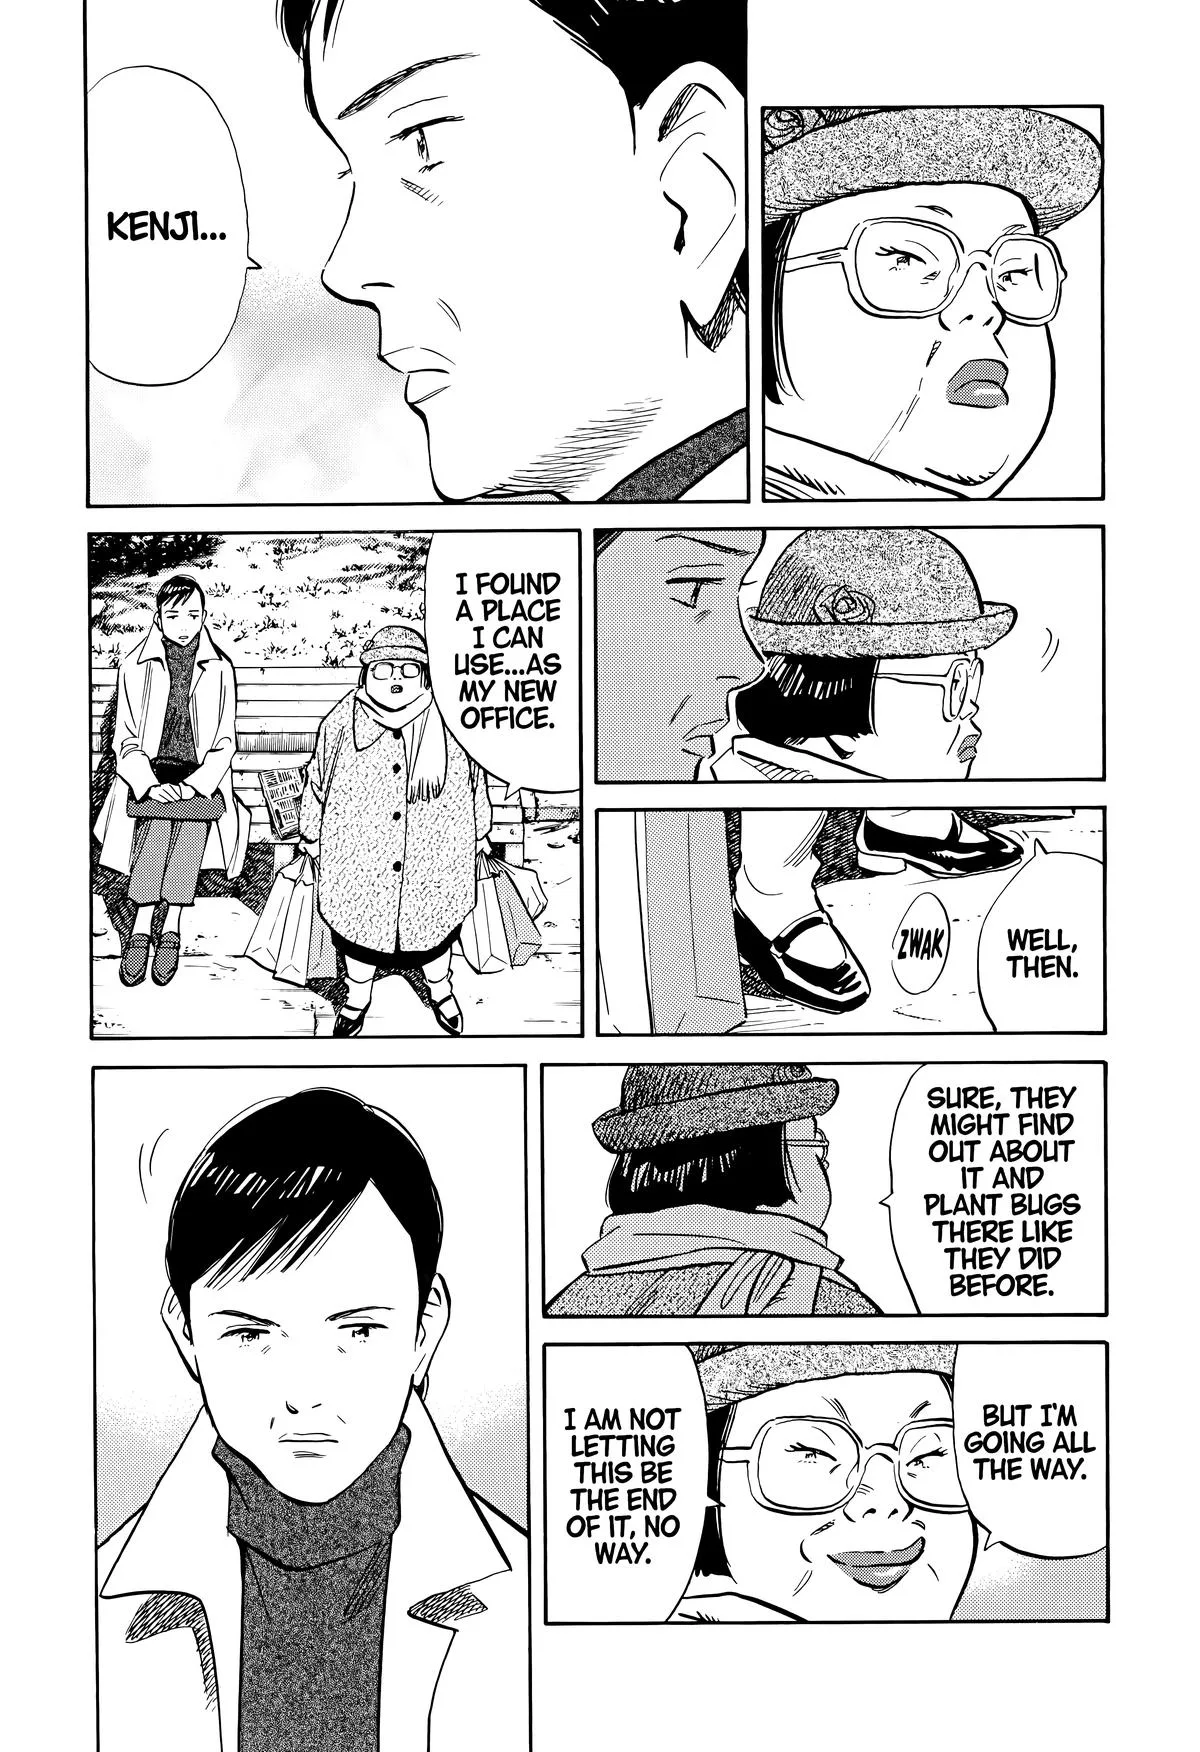 KENJI...
WELL,
THEN.
ZWAK
I FOUND
A PLACE
I CAN
USE...AS
MY NEW
OFFICE.
SURE, THEY
MIGHT FIND
OUT ABOUT
IT AND
PLANT BUGS
THERE LIKE
THEY DID
BEFORE.
BUT I'M
GOING ALL
THE WAY.
I AM NOT
LETTING
THIS BE
THE END
OF IT, NO
WAY.